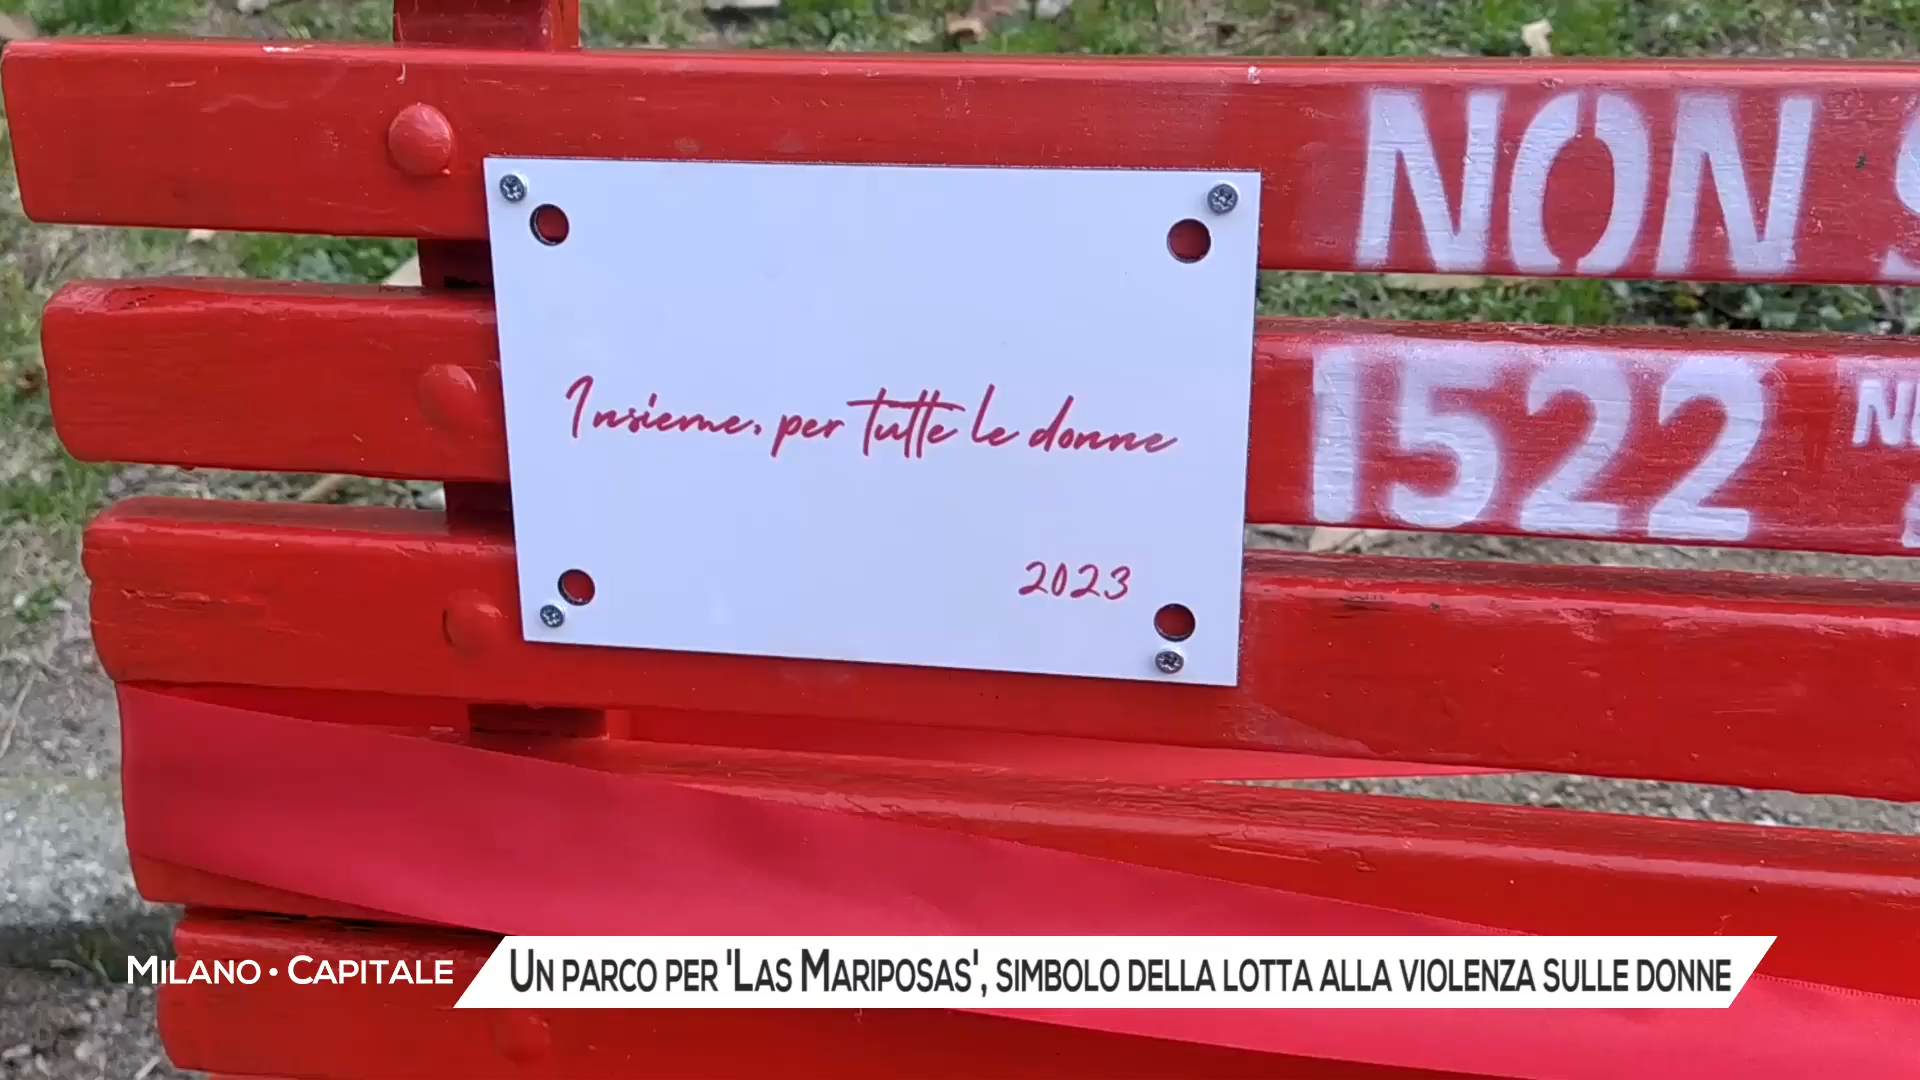 NON
1522
Insieme, per tutte le donne
2023
MILANO • CAPITALE
UN PARCO PER 'LAS MARIPOSAS', SIMBOLO DELLA LOTTA ALLA VIOLENZA SULLE DONNE